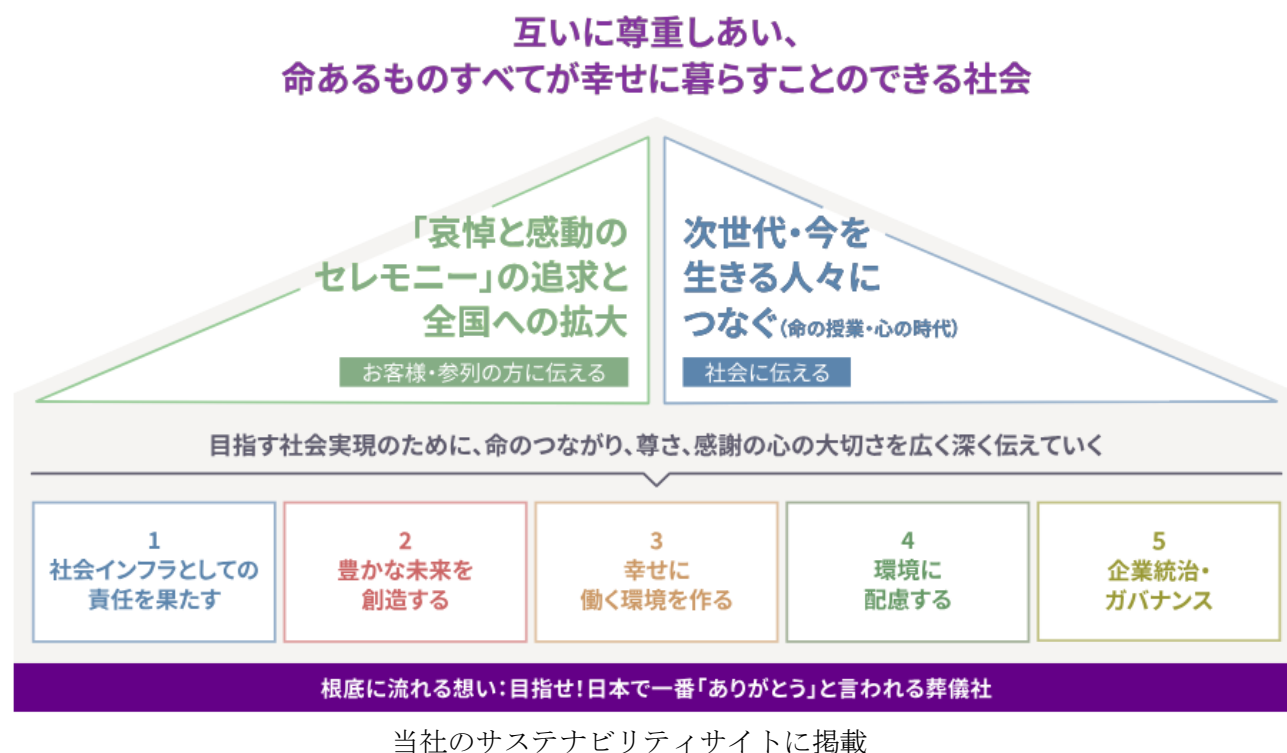 互いに尊重しあい、
命あるものすべてが幸せに暮らすことのできる社会
「哀悼と感動の
セレモニー」の追求と
全国への拡大
お客様・参列の方に伝える
次世代・今を
生きる人々に
つなぐ(命の授業・心の時代)
社会に伝える
目指す社会実現のために、命のつながり、尊さ、感謝の心の大切さを広く深く伝えていく
1
社会インフラとしての
責任を果たす
2
豊かな未来を
創造する
3
幸せに
働く環境を作る
4
環境に
配慮する
5
企業統治・
ガバナンス
根底に流れる想い：目指せ！日本で一番「ありがとう」と言われる葬儀社
当社のサステナビリティサイトに掲載